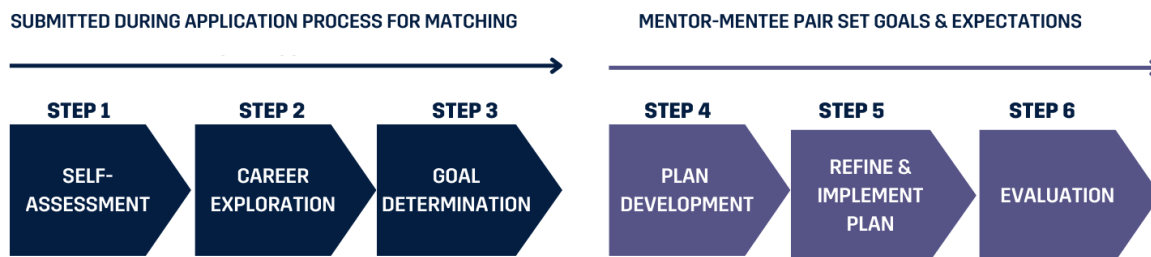 SUBMITTED DURING APPLICATION PROCESS FOR MATCHING
STEP 1
SELF-
ASSESSMENT
STEP 2
CAREER
EXPLORATION
STEP 3
GOAL
DETERMINATION
MENTOR-MENTEE PAIR SET GOALS & EXPECTATIONS
STEP 4
PLAN
DEVELOPMENT
STEP 5
REFINE &
IMPLEMENT
PLAN
STEP 6
EVALUATION